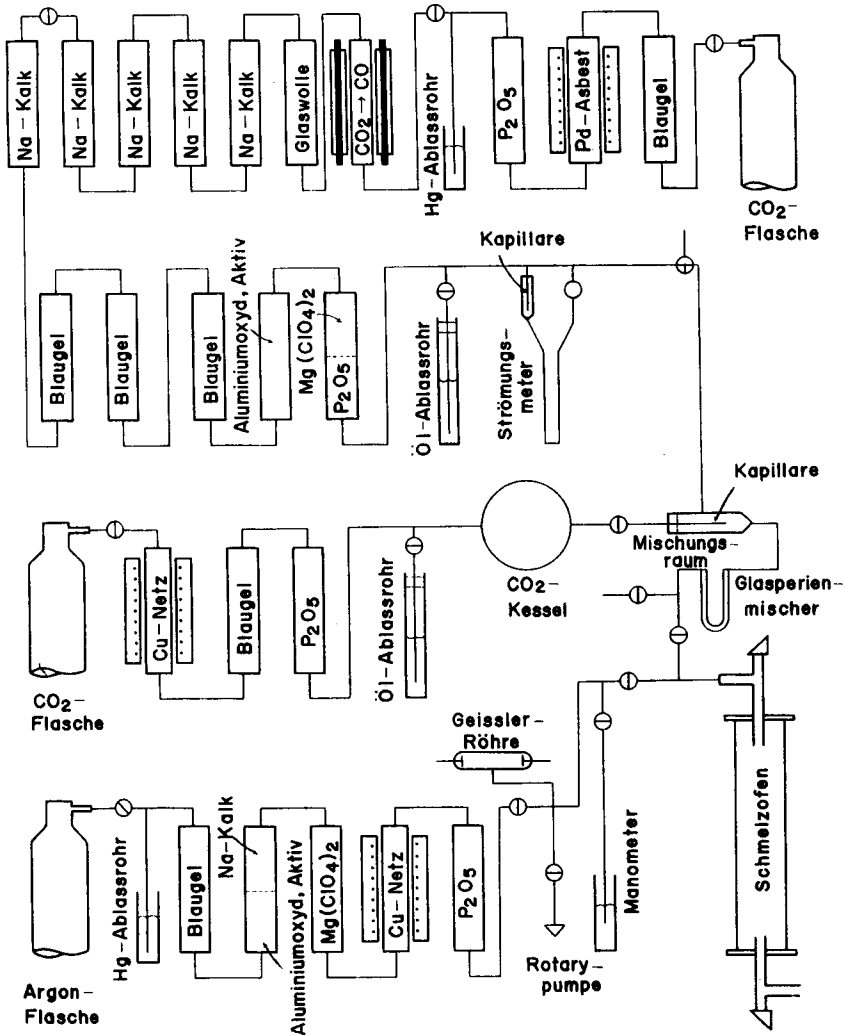 Na-Kalk
Na-Kalk
Na-Kalk
Na-Kalk
Na-Kalk
Glaswolle
CO2→CO
Hg-Ablassrohr
P2O5
Pd-Asbest
Blaugel
CO2-
Flasche
Blaugel
Blaugel
Blaugel
Aluminiumoxyd, Aktiv
Mg(ClO4)2
P2O5
Öl-Ablassrohr
Kapillare
Strömungs-
meter
CO2-
Flasche
Cu-Netz
Blaugel
P2O5
Öl-Ablassrohr
CO2-
Kessel
Kapillare
Mischungs-
raum
Glasperien-
mischer
Argon-
Flasche
Hg-Ablassrohr
Blaugel
Na-Kalk
Aluminiumoxyd, Aktiv
Mg(ClO4)2
Cu-Netz
P2O5
Geissler-
Röhre
Rotary-
pumpe
Manometer
Schmelzofen